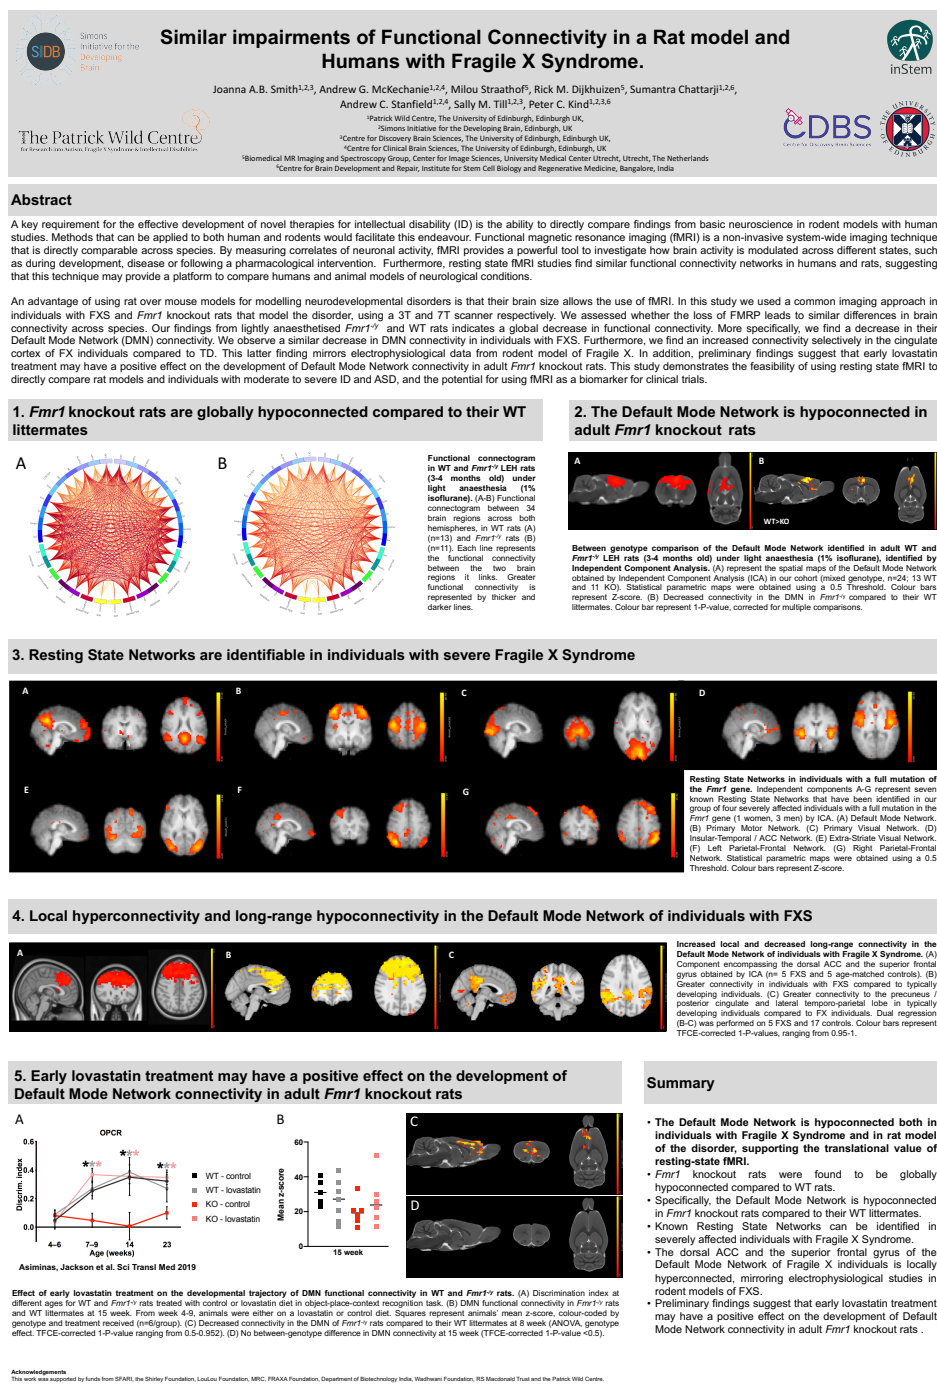 SIDB
Simons
Initiative for the
Developing
Brain
Similar impairments of Functional Connectivity in a Rat model and
Humans with Fragile X Syndrome.
inStem
Joanna A.B. Smith1,2,3, Andrew G. McKechanie1,2,4, Milou Straathof5, Rick M. Dijkhuizen5, Sumantra Chattarji1,2,6,
Andrew C. Stanfield1,2,4, Sally M. Till1,2,3, Peter C. Kind1,2,3,6
1Patrick Wild Centre, The University of Edinburgh, Edinburgh UK,
2Simons Initiative for the Developing Brain, Edinburgh, UK
3Centre for Discovery Brain Sciences, The University of Edinburgh, Edinburgh UK,
4Centre for Clinical Brain Sciences, The University of Edinburgh, Edinburgh, UK
5Biomedical MR Imaging and Spectroscopy Group, Center for Image Sciences, University Medical Center Utrecht, Utrecht, The Netherlands
6Centre for Brain Development and Repair, Institute for Stem Cell Biology and Regenerative Medicine, Bangalore, India
The Patrick Wild Centre
for Research into Autism, Fragile X Syndrome & Intellectual Disabilities
CDBS
Centre for Discovery Brain Sciences
THE UNIVERSITY OF EDINBURGH
Abstract
A key requirement for the effective development of novel therapies for intellectual disability (ID) is the ability to directly compare findings from basic neuroscience in rodent models with human
studies. Methods that can be applied to both human and rodents would facilitate this endeavour. Functional magnetic resonance imaging (fMRI) is a non-invasive system-wide imaging technique
that is directly comparable across species. By measuring correlates of neuronal activity, fMRI provides a powerful tool to investigate how brain activity is modulated across different states, such
as during development, disease or following a pharmacological intervention. Furthermore, resting state fMRI studies find similar functional connectivity networks in humans and rats, suggesting
that this technique may provide a platform to compare humans and animal models of neurological conditions.
An advantage of using rat over mouse models for modelling neurodevelopmental disorders is that their brain size allows the use of fMRI. In this study we used a common imaging approach in
individuals with FXS and Fmr1 knockout rats that model the disorder, using a 3T and 7T scanner respectively. We assessed whether the loss of FMRP leads to similar differences in brain
connectivity across species. Our findings from lightly anaesthetised Fmr1-/y and WT rats indicates a global decrease in functional connectivity. More specifically, we find a decrease in their
Default Mode Network (DMN) connectivity. We observe a similar decrease in DMN connectivity in individuals with FXS. Furthermore, we find an increased connectivity selectively in the cingulate
cortex of FX individuals compared to TD. This latter finding mirrors electrophysiological data from rodent model of Fragile X. In addition, preliminary findings suggest that early lovastatin
treatment may have a positive effect on the development of Default Mode Network connectivity in adult Fmr1 knockout rats. This study demonstrates the feasibility of using resting state fMRI to
directly compare rat models and individuals with moderate to severe ID and ASD, and the potential for using fMRI as a biomarker for clinical trials.
1. Fmr1 knockout rats are globally hypoconnected compared to their WT
littermates
A
B
Functional connectogram
in WT and Fmr1-/y LEH rats
(3-4 months old) under
light anaesthesia (1%
isoflurane). (A-B) Functional
connectogram between 34
brain regions across both
hemispheres, in WT rats (A)
(n=13) and Fmr1-/y rats (B)
(n=11). Each line represents
the functional connectivity
between the two brain
regions it links. Greater
functional connectivity is
represented by thicker and
darker lines.
2. The Default Mode Network is hypoconnected in
adult Fmr1 knockout rats
A
B
WT>KO
Between genotype comparison of the Default Mode Network identified in adult WT and
Fmr1-/y LEH rats (3-4 months old) under light anaesthesia (1% isoflurane), identified by
Independent Component Analysis. (A) represent the spatial maps of the Default Mode Network
obtained by Independent Component Analysis (ICA) in our cohort (mixed genotype, n=24; 13 WT
and 11 KO). Statistical parametric maps were obtained using a 0.5 Threshold. Colour bars
represent Z-score. (B) Decreased connectivity in the DMN in Fmr1-/y compared to their WT
littermates. Colour bar represent 1-P-value, corrected for multiple comparisons.
3. Resting State Networks are identifiable in individuals with severe Fragile X Syndrome
A
B
C
D
E
F
G
Resting State Networks in individuals with a full mutation of
the Fmr1 gene. Independent components A-G represent seven
known Resting State Networks that have been identified in our
group of four severely affected individuals with a full mutation in the
Fmr1 gene (1 women, 3 men) by ICA. (A) Default Mode Network.
(B) Primary Motor Network. (C) Primary Visual Network. (D)
Insular-Temporal / ACC Network. (E) Extra-Striate Visual Network.
(F) Left Parietal-Frontal Network. (G) Right Parietal-Frontal
Network. Statistical parametric maps were obtained using a 0.5
Threshold. Colour bars represent Z-score.
4. Local hyperconnectivity and long-range hypoconnectivity in the Default Mode Network of individuals with FXS
A
B
C
Increased local and decreased long-range connectivity in the
Default Mode Network of individuals with Fragile X Syndrome. (A)
Component encompassing the dorsal ACC and the superior frontal
gyrus obtained by ICA (n= 5 FXS and 5 age-matched controls). (B)
Greater connectivity in individuals with FXS compared to typically
developing individuals. (C) Greater connectivity to the precuneus /
posterior cingulate and lateral temporo-parietal lobe in typically
developing individuals compared to FX individuals. Dual regression
(B-C) was performed on 5 FXS and 17 controls. Colour bars represent
TFCE-corrected 1-P-values, ranging from 0.95-1.
5. Early lovastatin treatment may have a positive effect on the development of
Default Mode Network connectivity in adult Fmr1 knockout rats
A
OPCR
Discrim. index
0.6
0.4
0.2
0.0
***
***
***
4–6
7–9
14
23
Age (weeks)
WT - control
WT - lovastatin
KO - control
KO - lovastatin
Asiminas, Jackson et al. Sci Transl Med 2019
B
Mean z-score
60
40
20
0
15 week
C
D
Effect of early lovastatin treatment on the developmental trajectory of DMN functional connectivity in WT and Fmr1-/y rats. (A) Discrimination index at
different ages for WT and Fmr1-/y rats treated with control or lovastatin diet in object-place-context recognition task. (B) DMN functional connectivity in Fmr1-/y rats
and WT littermates at 15 week. From week 4-9, animals were either on a lovastatin or control diet. Squares represent animals' mean z-score, colour-coded by
genotype and treatment received (n=6/group). (C) Decreased connectivity in the DMN of Fmr1-/y rats compared to their WT littermates at 8 week (ANOVA, genotype
effect. TFCE-corrected 1-P-value ranging from 0.5-0.952). (D) No between-genotype difference in DMN connectivity at 15 week (TFCE-corrected 1-P-value <0.5).
Summary
• The Default Mode Network is hypoconnected both in
individuals with Fragile X Syndrome and in rat model
of the disorder, supporting the translational value of
resting-state fMRI.
• Fmr1 knockout rats were found to be globally
hypoconnected compared to WT rats.
• Specifically, the Default Mode Network is hypoconnected
in Fmr1 knockout rats compared to their WT littermates.
• Known Resting State Networks can be identified in
severely affected individuals with Fragile X Syndrome.
• The dorsal ACC and the superior frontal gyrus of the
Default Mode Network of Fragile X individuals is locally
hyperconnected, mirroring electrophysiological studies in
rodent models of FXS.
• Preliminary findings suggest that early lovastatin treatment
may have a positive effect on the development of Default
Mode Network connectivity in adult Fmr1 knockout rats .
Acknowledgements
This work was supported by funds from SFARI, the Shirley Foundation, LouLou Foundation, MRC, FRAXA Foundation, Department of Biotechnology India, Wadhwani Foundation, RS Macdonald Trust and the Patrick Wild Centre.